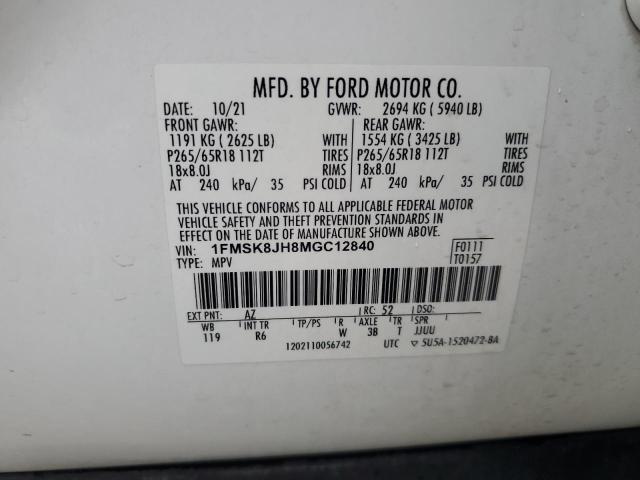 MFD. BY FORD MOTOR CO.
DATE: 10/21 GVWR: 2694 KG ( 5940 LB)
FRONT GAWR: REAR GAWR:
1191 KG ( 2625 LB) WITH 1554 KG ( 3425 LB) WITH
P265/65R18 112T TIRES P265/65R18 112T TIRES
18x8.0J RIMS 18x8.0J RIMS
AT 240 kPa/ 35 PSI COLD AT 240 kPa/ 35 PSI COLD
THIS VEHICLE CONFORMS TO ALL APPLICABLE FEDERAL MOTOR
VEHICLE SAFETY AND THEFT PREVENTION STANDARDS IN
EFFECT ON THE DATE OF MANUFACTURE SHOWN ABOVE.
VIN: 1FMSK8JH8MGC12840 F0111
TYPE: MPV T0157
EXT PNT: AZ RC: 52 DSO:
WB INT TR TP/PS R AXLE TR SPR
119 R6 W 3B T JJUU
1202110056742 UTC ▽ 5U5A-1520472-BA